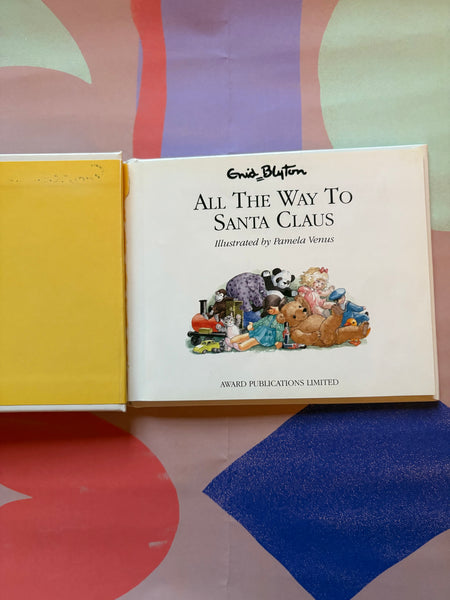 Enid Blyton
ALL THE WAY TO
SANTA CLAUS
Illustrated by Pamela Venus
AWARD PUBLICATIONS LIMITED